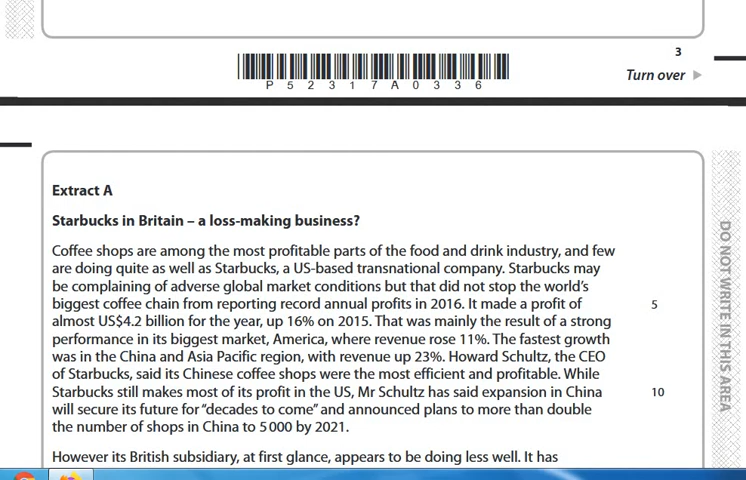 3
P52317A0336
Turn over
Extract A
Starbucks in Britain – a loss-making business?
Coffee shops are among the most profitable parts of the food and drink industry, and few
are doing quite as well as Starbucks, a US-based transnational company. Starbucks may
be complaining of adverse global market conditions but that did not stop the world’s
biggest coffee chain from reporting record annual profits in 2016. It made a profit of 5
almost US$4.2 billion for the year, up 16% on 2015. That was mainly the result of a strong
performance in its biggest market, America, where revenue rose 11%. The fastest growth
was in the China and Asia Pacific region, with revenue up 23%. Howard Schultz, the CEO
of Starbucks, said its Chinese coffee shops were the most efficient and profitable. While
Starbucks still makes most of its profit in the US, Mr Schultz has said expansion in China 10
will secure its future for “decades to come” and announced plans to more than double
the number of shops in China to 5 000 by 2021.
However its British subsidiary, at first glance, appears to be doing less well. It has
DO NOT WRITE IN THIS AREA